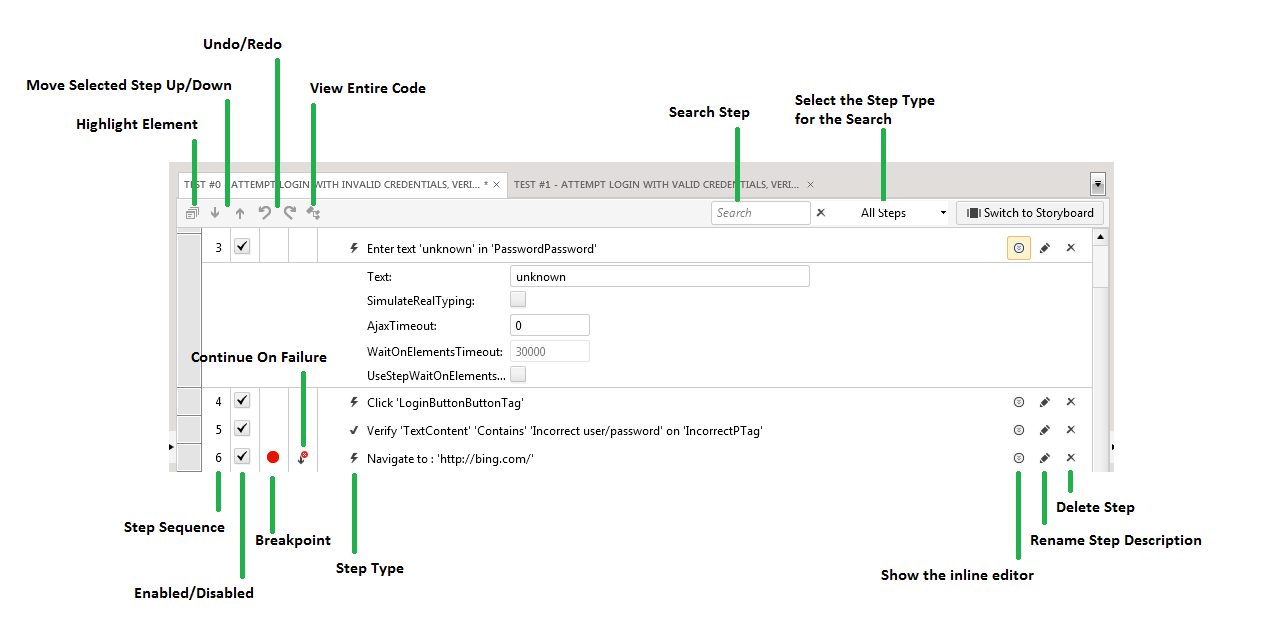 Undo/Redo
Move Selected Step Up/Down
View Entire Code
Highlight Element
Search Step
Select the Step Type
for the Search
TEST #0 - ATTEMPT LOGIN WITH INVALID CREDENTIALS, VERI... * ×
TEST #1 - ATTEMPT LOGIN WITH VALID CREDENTIALS, VERI... ×
Search
All Steps
Switch to Storyboard
3 Enter text 'unknown' in 'PasswordPassword'
Text: unknown
SimulateRealTyping:
AjaxTimeout: 0
WaitOnElementsTimeout: 30000
UseStepWaitOnElements...
Continue On Failure
4 Click 'LoginButtonButtonTag'
5 Verify 'TextContent' 'Contains' 'Incorrect user/password' on 'IncorrectPTag'
6 Navigate to : 'http://bing.com/'
Step Sequence
Breakpoint
Step Type
Enabled/Disabled
Delete Step
Rename Step Description
Show the inline editor